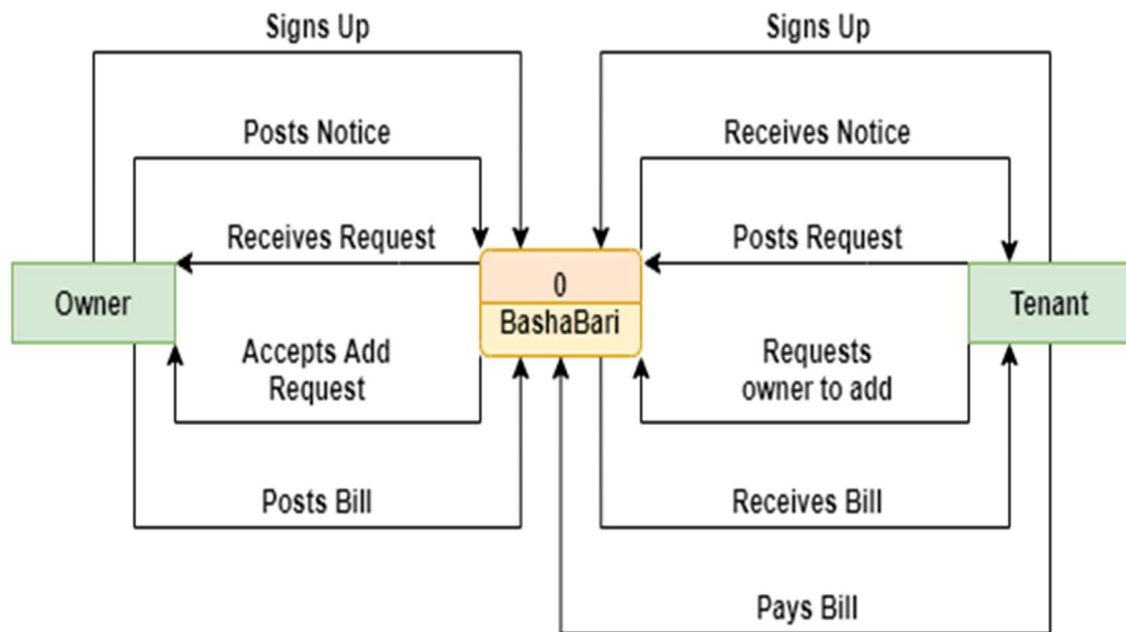 Signs Up
Signs Up
Posts Notice
Receives Notice
Receives Request
Posts Request
Owner
0
BashaBari
Tenant
Accepts Add
Request
Requests
owner to add
Posts Bill
Receives Bill
Pays Bill